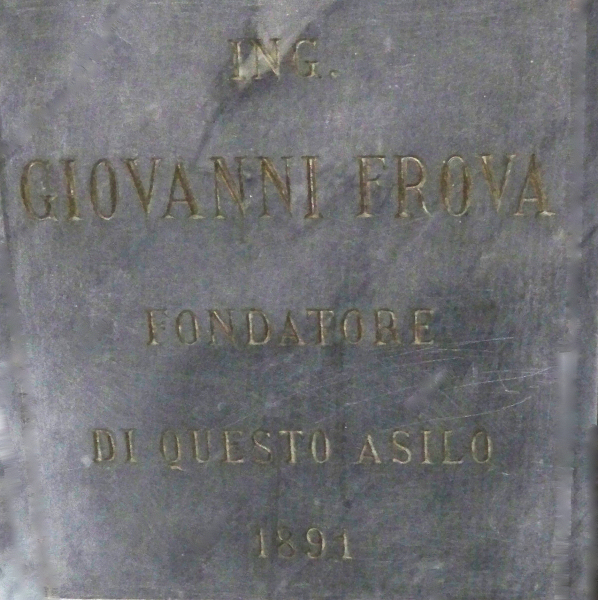 ING.
GIOVANNI FROVA
FONDATORE
DI QUESTO ASILO
1891